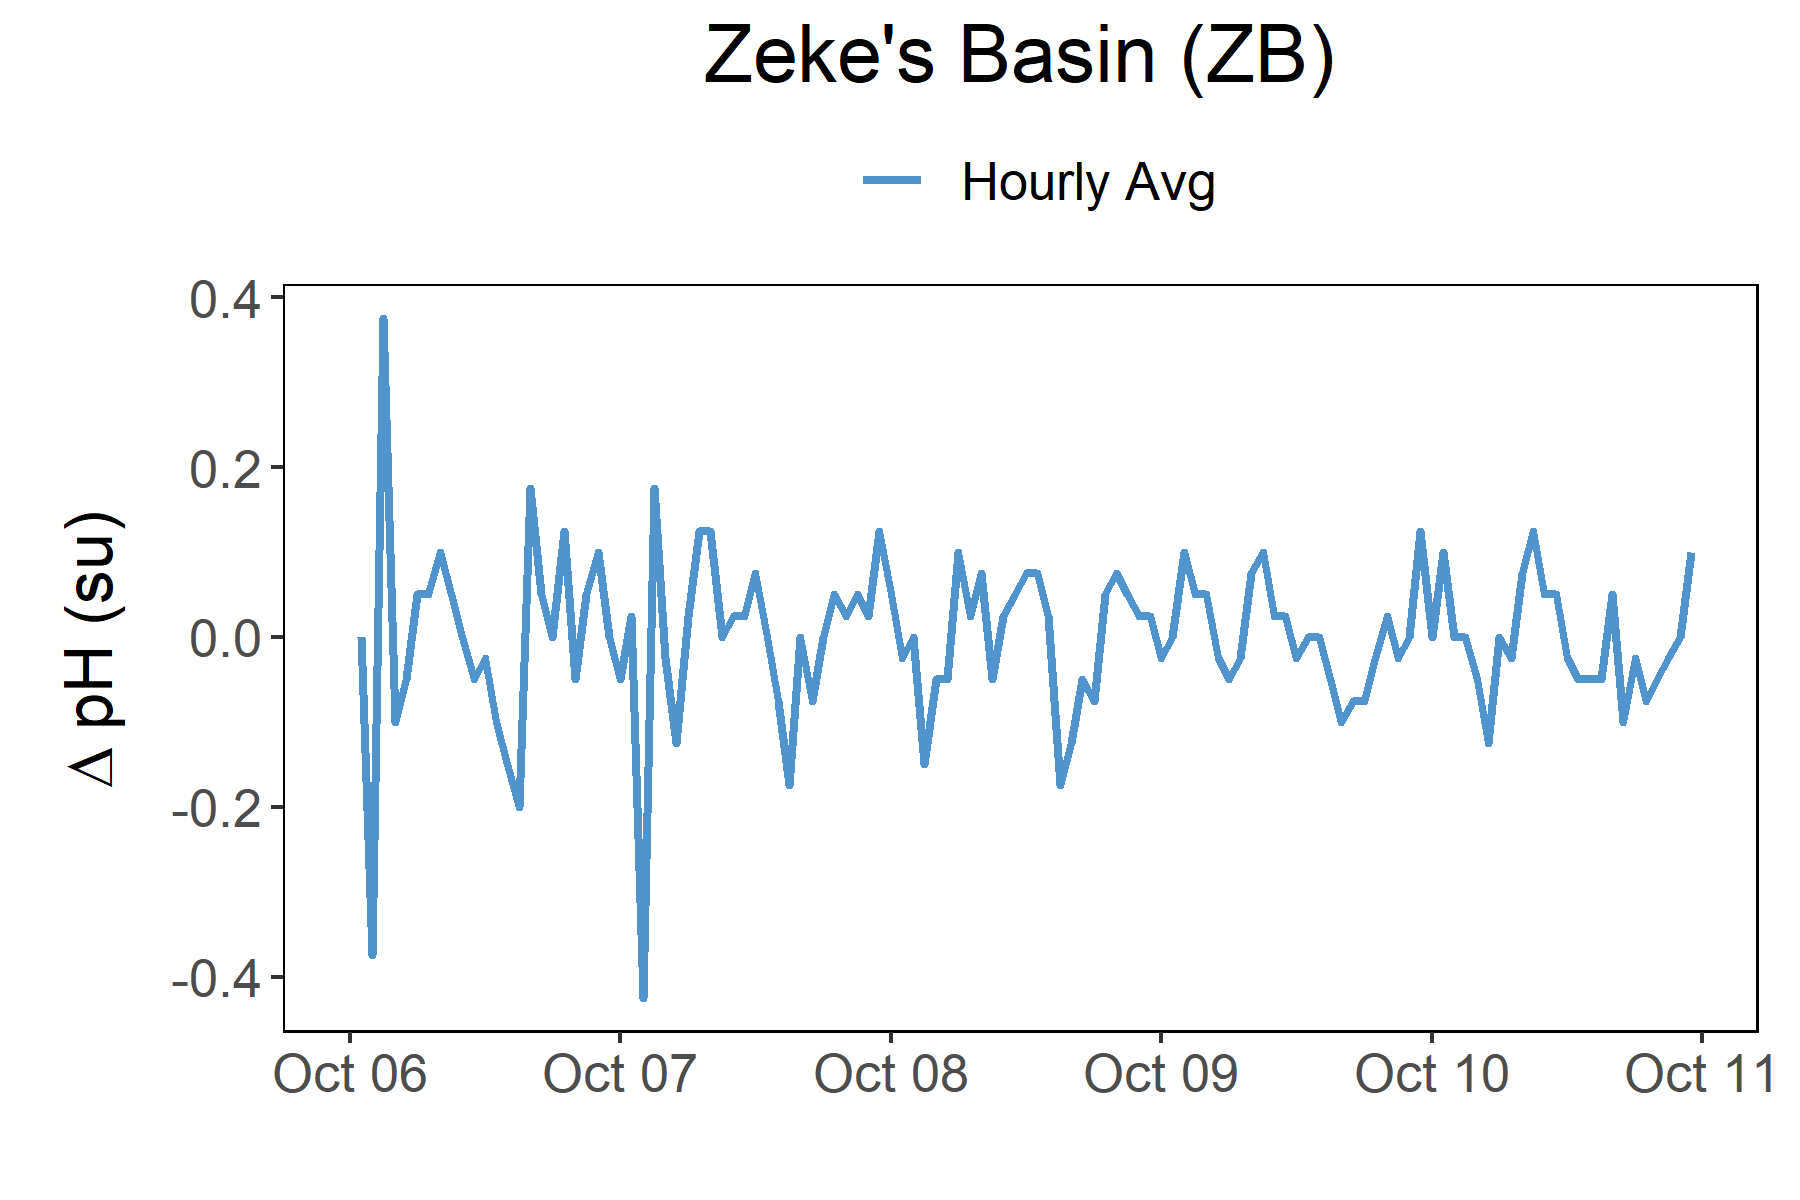 Zeke's Basin (ZB)
Hourly Avg
Δ pH (su)
0.4
0.2
0.0
-0.2
-0.4
Oct 06 Oct 07 Oct 08 Oct 09 Oct 10 Oct 11